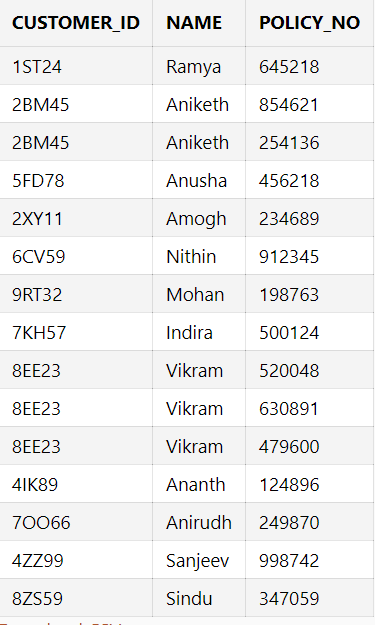 CUSTOMER_ID NAME POLICY_NO
1ST24 Ramya 645218
2BM45 Aniketh 854621
2BM45 Aniketh 254136
5FD78 Anusha 456218
2XY11 Amogh 234689
6CV59 Nithin 912345
9RT32 Mohan 198763
7KH57 Indira 500124
8EE23 Vikram 520048
8EE23 Vikram 630891
8EE23 Vikram 479600
4IK89 Ananth 124896
7OO66 Anirudh 249870
4ZZ99 Sanjeev 998742
8ZS59 Sindu 347059